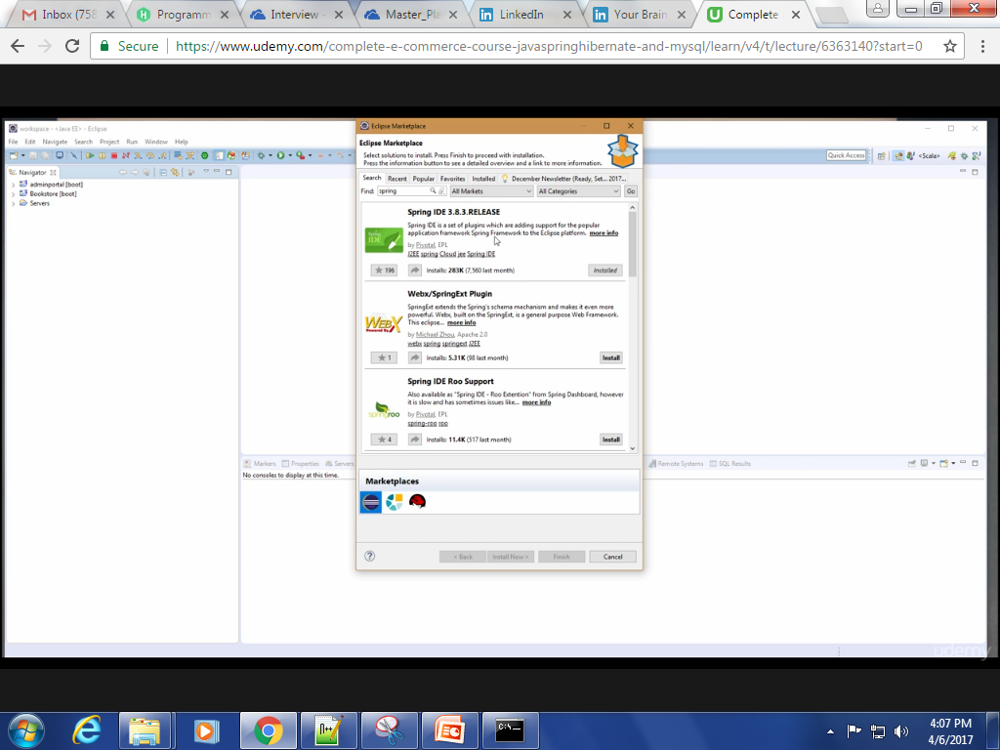 Inbox (758
Programm
Interview -
Master_Pla
LinkedIn
Your Brain
Complete
Secure
https://www.udemy.com/complete-e-commerce-course-javaspringhibernate-and-mysql/learn/v4/t/lecture/6363140?start=0
workspace - <Java EE> - Eclipse
File Edit Navigate Search Project Run Window Help
Quick Access
<Scala>
Navigator
adminportal [boot]
Bookstore [boot]
Servers
Eclipse Marketplace
Eclipse Marketplace
Select solutions to install. Press Finish to proceed with installation.
Press the information button to see a detailed overview and a link to more information.
Search Recent Popular Favorites Installed December Newsletter (Ready, Set... 2017...
Find: spring All Markets All Categories Go
Spring IDE 3.8.3.RELEASE
Spring IDE is a set of plugins which are adding support for the popular
application framework Spring Framework to the Eclipse platform. more info
by Pivotal, EPL
J2EE spring Cloud jee Spring IDE
196 Installs: 283K (7,560 last month) Installed
SPRING IDE
Webx/SpringExt Plugin
SpringExt extends the Spring's schema mechanism and makes it even more
powerful. Webx, built on the SpringExt, is a general purpose Web Framework.
This eclipse... more info
by Michael Zhou, Apache 2.0
webx spring springext J2EE
1 Installs: 5.31K (98 last month) Install
WEBX
Powered By
Spring IDE Roo Support
Also available as "Spring IDE - Roo Extention" from Spring Dashboard, however
it is slow and has sometimes issues like... more info
by Pivotal, EPL
spring-roo roo
4 Installs: 11.4K (517 last month) Install
springroo
Marketplaces
< Back Install Now > Finish Cancel
Markers Properties Servers
Remote Systems SQL Results
No consoles to display at this time.
udemy
C:\_
4:07 PM
4/6/2017